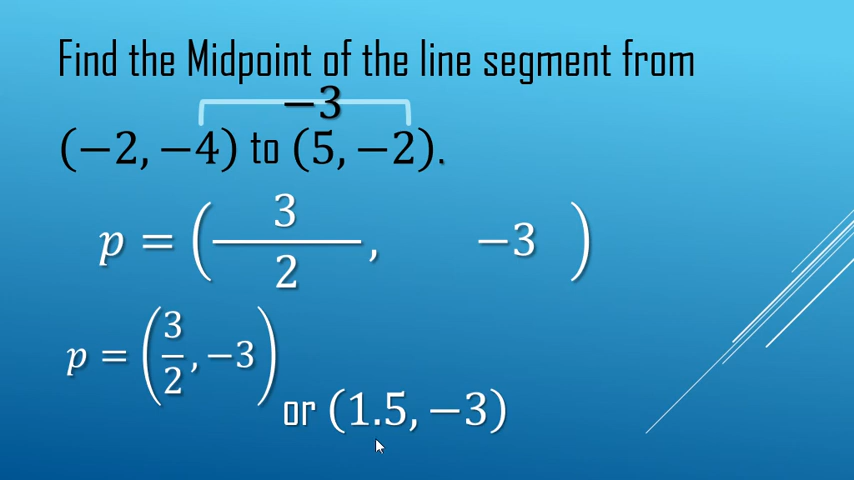 Find the Midpoint of the line segment from
−3
(−2, −4) to (5, −2).
p = (3/2, −3)
p = (3/2, −3)
or (1.5, −3)